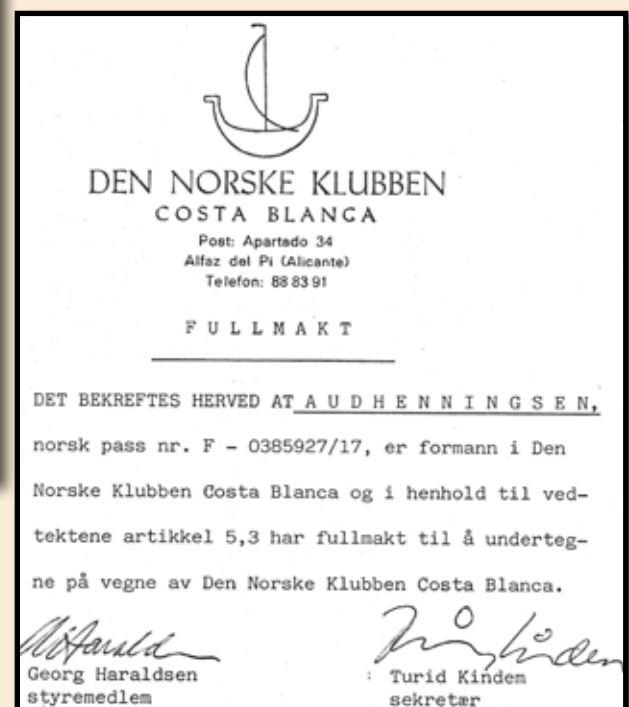 DEN NORSKE KLUBBEN
COSTA BLANCA
Post: Apartado 34
Alfaz del Pi (Alicante)
Telefon: 88 83 91
F U L L M A K T
DET BEKREFTES HERVED AT A U D H E N N I N G S E N,
norsk pass nr. F - 0385927/17, er formann i Den
Norske Klubben Costa Blanca og i henhold til ved-
tektene artikkel 5,3 har fullmakt til å underteg-
ne på vegne av Den Norske Klubben Costa Blanca.
Georg Haraldsen : Turid Kindem
styremedlem sekretær